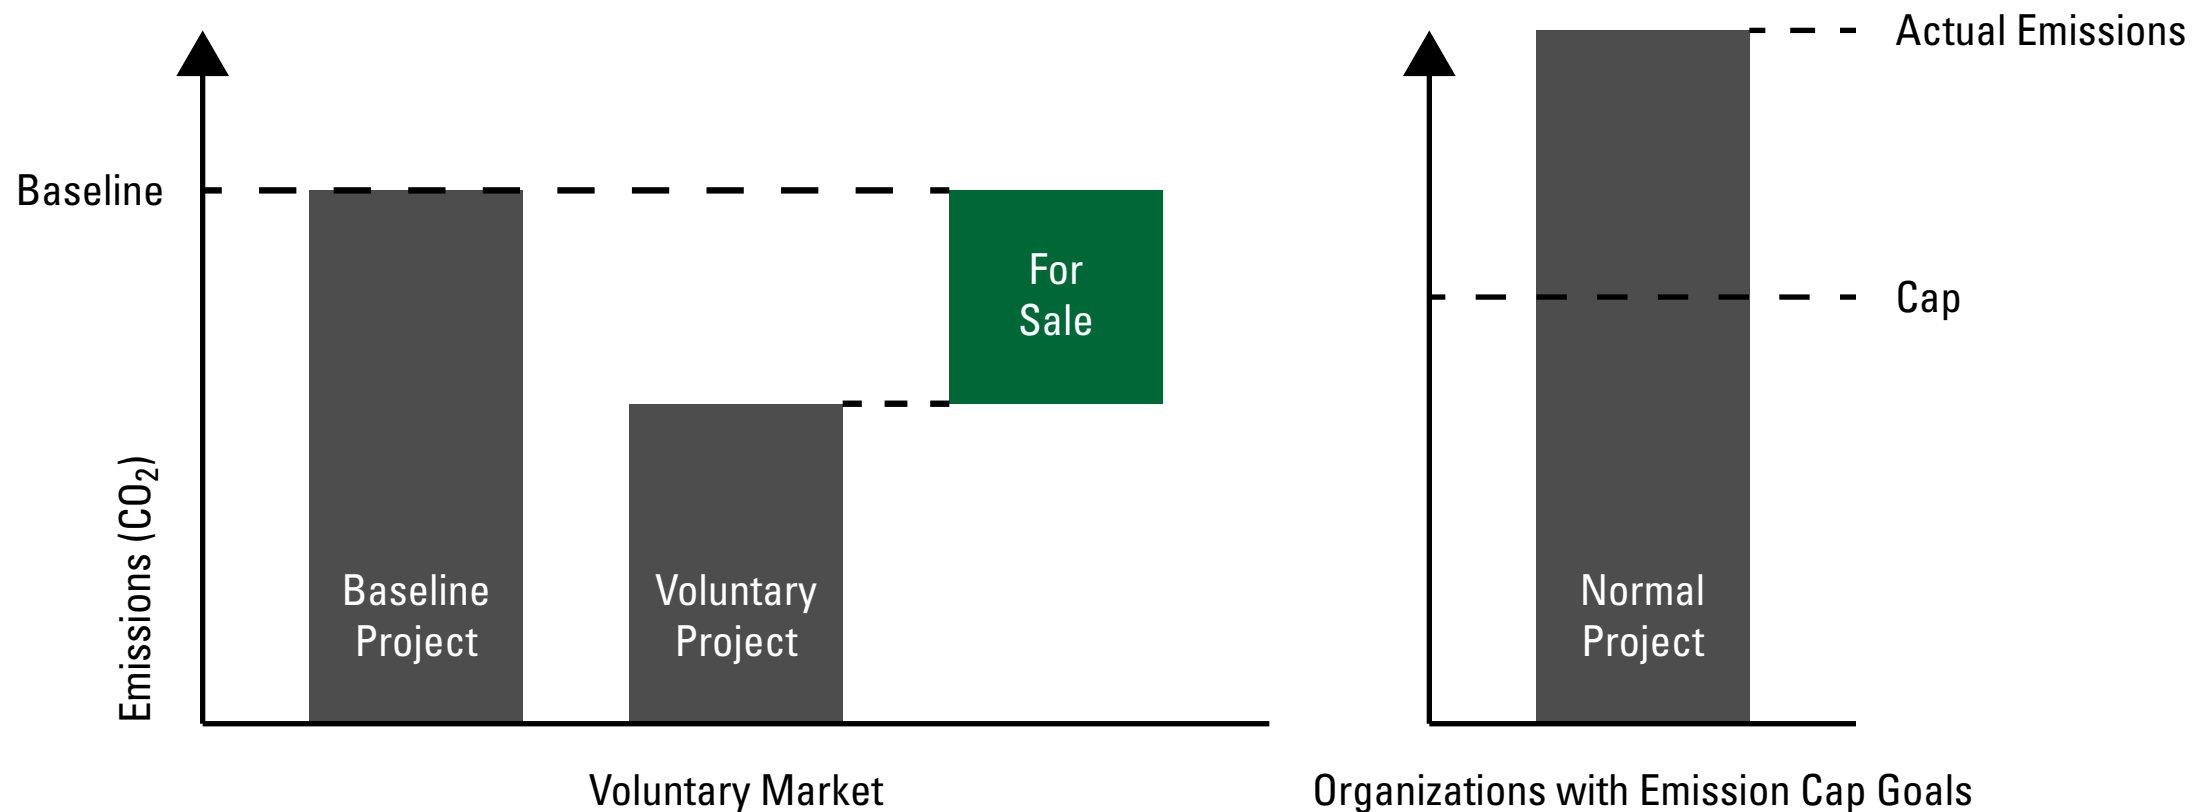 Actual Emissions
Baseline
For
Sale
Cap
Emissions (CO₂)
Baseline
Project
Voluntary
Project
Normal
Project
Voluntary Market
Organizations with Emission Cap Goals